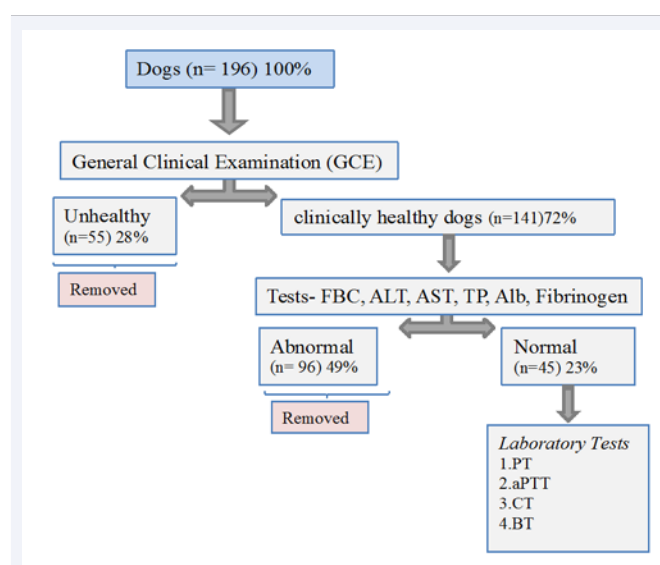 Dogs (n= 196) 100%
General Clinical Examination (GCE)
Unhealthy
(n=55) 28%
clinically healthy dogs (n=141)72%
Removed
Tests- FBC, ALT, AST, TP, Alb, Fibrinogen
Abnormal
(n= 96) 49%
Normal
(n=45) 23%
Removed
Laboratory Tests
1.PT
2.aPTT
3.CT
4.BT